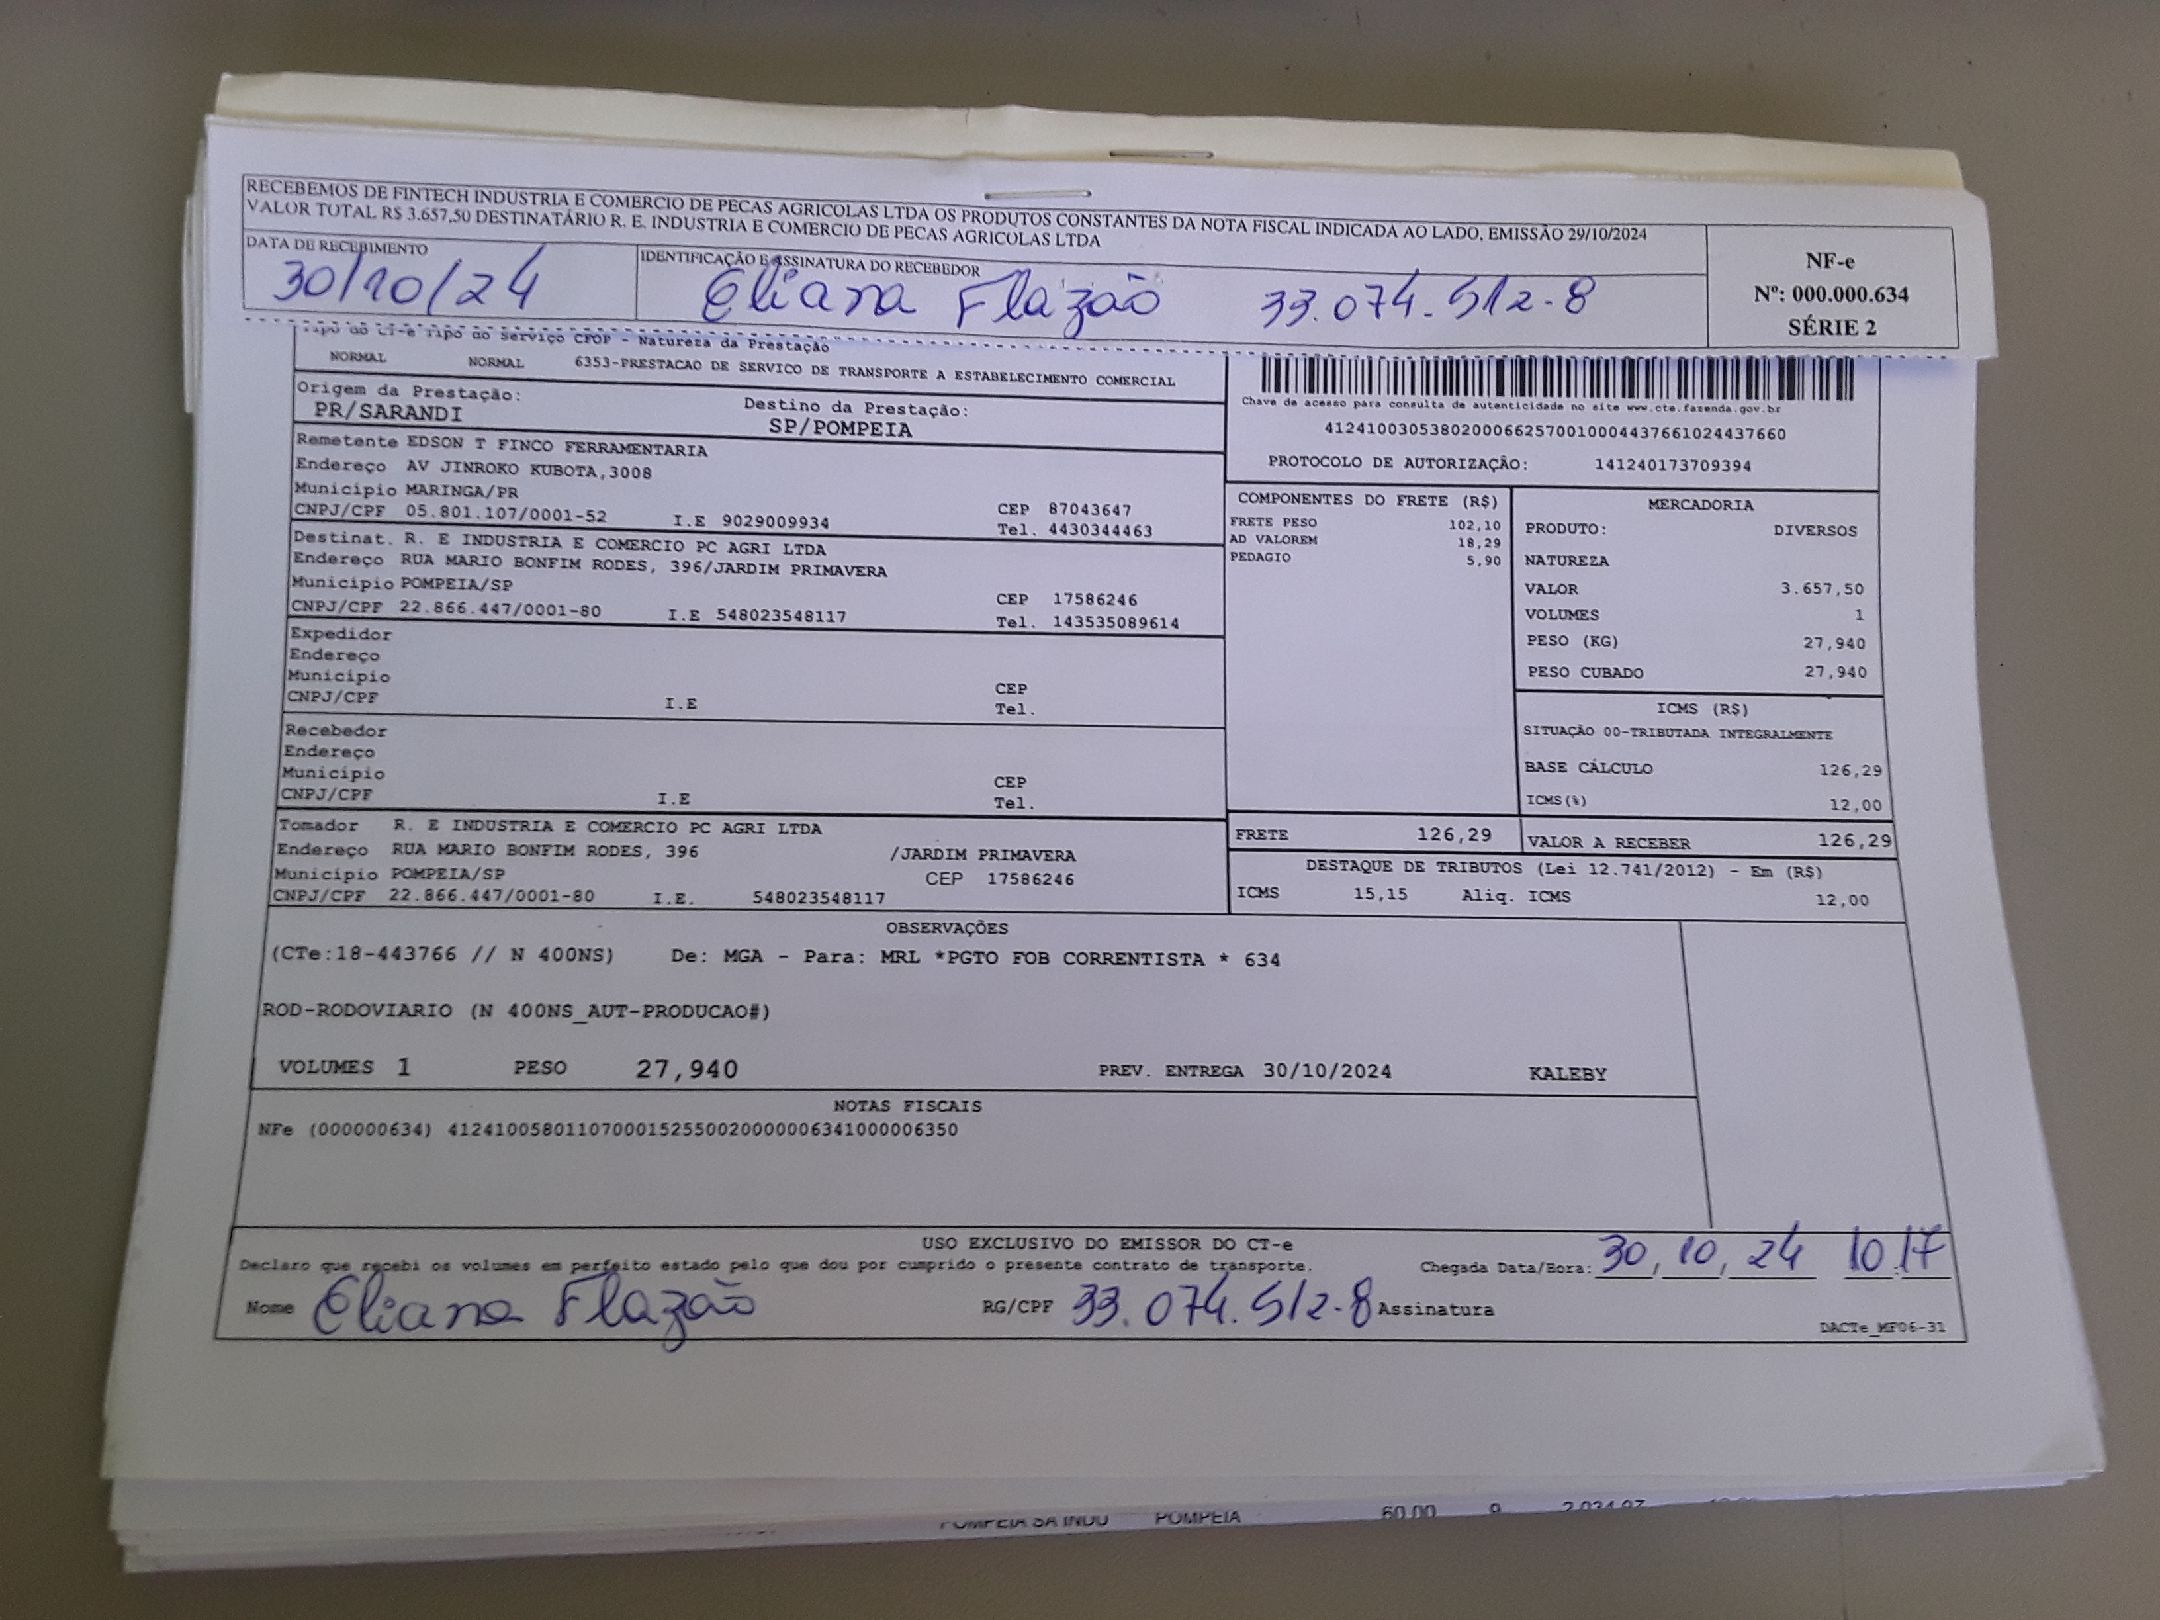 RECEBEMOS DE FINTECH INDUSTRIA E COMERCIO DE PECAS AGRICOLAS LTDA OS PRODUTOS CONSTANTES DA NOTA FISCAL INDICADA AO LADO, EMISSÃO 29/10/2024
VALOR TOTAL R$ 3.657,50 DESTINATÁRIO R. E. INDUSTRIA E COMERCIO DE PECAS AGRICOLAS LTDA
DATA DE RECEBIMENTO
30/10/24
IDENTIFICAÇÃO E ASSINATURA DO RECEBEDOR
Eliana Flazão 33.074.512-8
NF-e
Nº: 000.000.634
SÉRIE 2
Tipo do CT-e Tipo do Serviço CFOP - Natureza da Prestação
NORMAL NORMAL 6353-PRESTACAO DE SERVICO DE TRANSPORTE A ESTABELECIMENTO COMERCIAL
Origem da Prestação: Destino da Prestação:
PR/SARANDI SP/POMPEIA
Remetente EDSON T FINCO FERRAMENTARIA
Endereço AV JINROKO KUBOTA,3008
Município MARINGA/PR CEP 87043647
CNPJ/CPF 05.801.107/0001-52 I.E 9029009934 Tel. 4430344463
Destinat. R. E INDUSTRIA E COMERCIO PC AGRI LTDA
Endereço RUA MARIO BONFIM RODES, 396/JARDIM PRIMAVERA
Município POMPEIA/SP CEP 17586246
CNPJ/CPF 22.866.447/0001-80 I.E 548023548117 Tel. 143535089614
Expedidor
Endereço
Município CEP
CNPJ/CPF I.E Tel.
Recebedor
Endereço
Município CEP
CNPJ/CPF I.E Tel.
Tomador R. E INDUSTRIA E COMERCIO PC AGRI LTDA
Endereço RUA MARIO BONFIM RODES, 396 /JARDIM PRIMAVERA
Município POMPEIA/SP CEP 17586246
CNPJ/CPF 22.866.447/0001-80 I.E. 548023548117
Chave de acesso para consulta de autenticidade no site www.cte.fazenda.gov.br
41241003053802000662570010004437661024437660
PROTOCOLO DE AUTORIZAÇÃO: 141240173709394
COMPONENTES DO FRETE (R$)
FRETE PESO 102,10
AD VALOREM 18,29
PEDAGIO 5,90
MERCADORIA
PRODUTO: DIVERSOS
NATUREZA
VALOR 3.657,50
VOLUMES 1
PESO (KG) 27,940
PESO CUBADO 27,940
ICMS (R$)
SITUAÇÃO 00-TRIBUTADA INTEGRALMENTE
BASE CÁLCULO 126,29
ICMS(%) 12,00
FRETE 126,29 VALOR A RECEBER 126,29
DESTAQUE DE TRIBUTOS (Lei 12.741/2012) - Em (R$)
ICMS 15,15 Aliq. ICMS 12,00
OBSERVAÇÕES
(CTe:18-443766 // N 400NS) De: MGA - Para: MRL *PGTO FOB CORRENTISTA * 634
ROD-RODOVIARIO (N 400NS_AUT-PRODUCAO#)
VOLUMES 1 PESO 27,940 PREV. ENTREGA 30/10/2024 KALEBY
NOTAS FISCAIS
NFe (000000634) 41241005801107000152550020000006341000006350
USO EXCLUSIVO DO EMISSOR DO CT-e
Declaro que recebi os volumes em perfeito estado pelo que dou por cumprido o presente contrato de transporte. Chegada Data/Hora: 30,10,24 10:17
Nome Eliana Flazão RG/CPF 33.074.512-8 Assinatura
DACTe_MF06-31
POMPEIA SA INDU POMPEIA 60,00 9 2.034,07